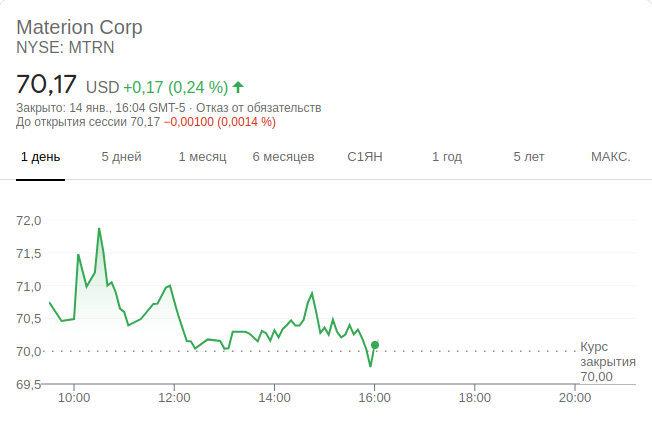 Materion Corp
NYSE: MTRN
70,17 USD +0,17 (0,24 %)
Закрыто: 14 янв., 16:04 GMT-5 · Отказ от обязательств
До открытия сессии 70,17 −0,00100 (0,0014 %)
1 день 5 дней 1 месяц 6 месяцев С1ЯН 1 год 5 лет МАКС.
72,0
71,5
71,0
70,5
70,0
69,5
Курс
закрытия
70,00
10:00 12:00 14:00 16:00 18:00 20:00